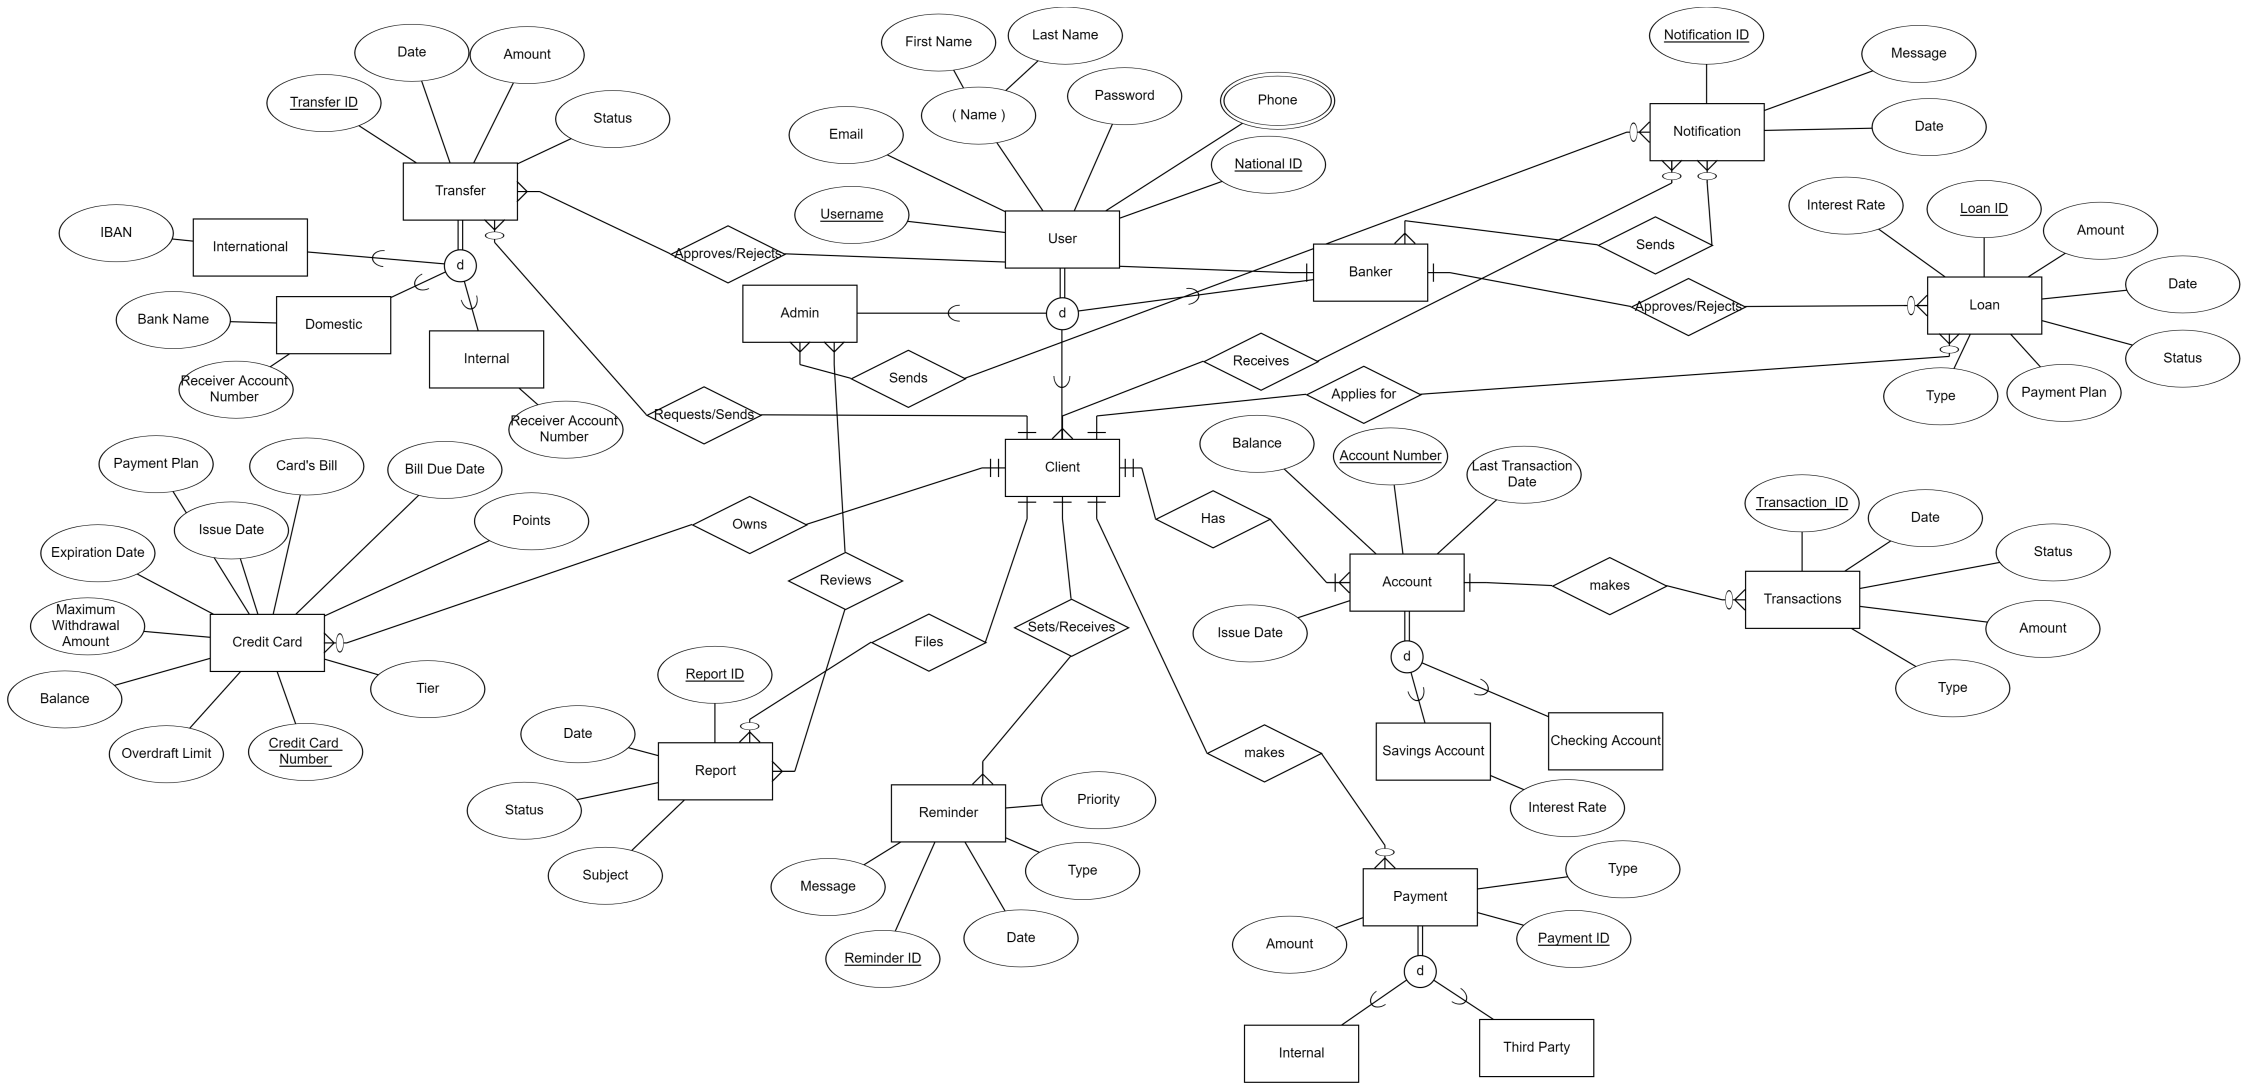 Notification ID
Message
Date
Notification
First Name
Last Name
( Name )
Password
Phone
Email
National ID
Username
User
Date
Amount
Transfer ID
Status
Transfer
IBAN
International
d
Bank Name
Domestic
Internal
Receiver Account
Number
Receiver Account
Number
Approves/Rejects
Admin
d
Banker
Sends
Approves/Rejects
Interest Rate
Loan ID
Amount
Date
Loan
Status
Type
Payment Plan
Sends
Receives
Applies for
Requests/Sends
Client
Payment Plan
Card's Bill
Bill Due Date
Issue Date
Points
Expiration Date
Maximum
Withdrawal
Amount
Credit Card
Balance
Tier
Overdraft Limit
Credit Card
Number
Owns
Reviews
Files
Sets/Receives
Has
Balance
Account Number
Last Transaction
Date
Account
Issue Date
d
Savings Account
Checking Account
Interest Rate
makes
Transaction_ID
Date
Status
Transactions
Amount
Type
Report ID
Date
Report
Status
Subject
Reminder
Priority
Type
Message
Date
Reminder ID
makes
Payment
Type
Amount
Payment ID
d
Internal
Third Party